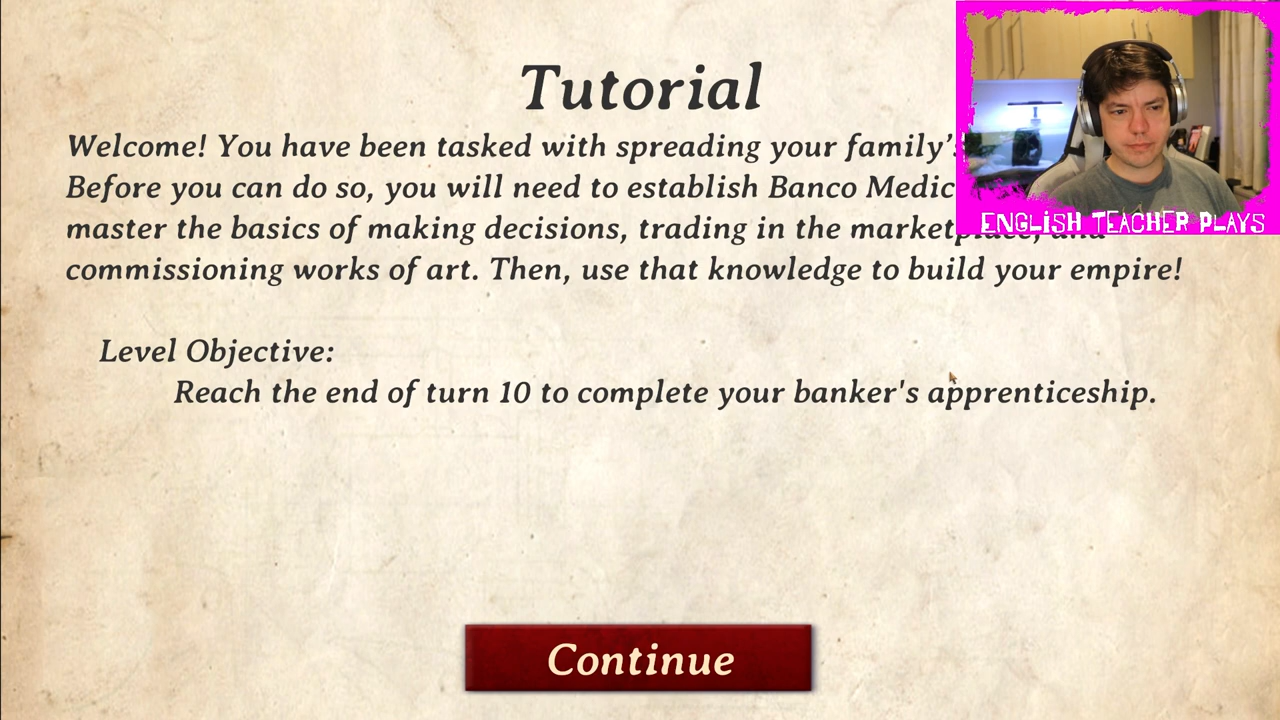 Tutorial
Welcome! You have been tasked with spreading your family's
Before you can do so, you will need to establish Banco Medic
master the basics of making decisions, trading in the marketplace, and
commissioning works of art. Then, use that knowledge to build your empire!
Level Objective:
Reach the end of turn 10 to complete your banker's apprenticeship.
Continue
ENGLISH TEACHER PLAYS